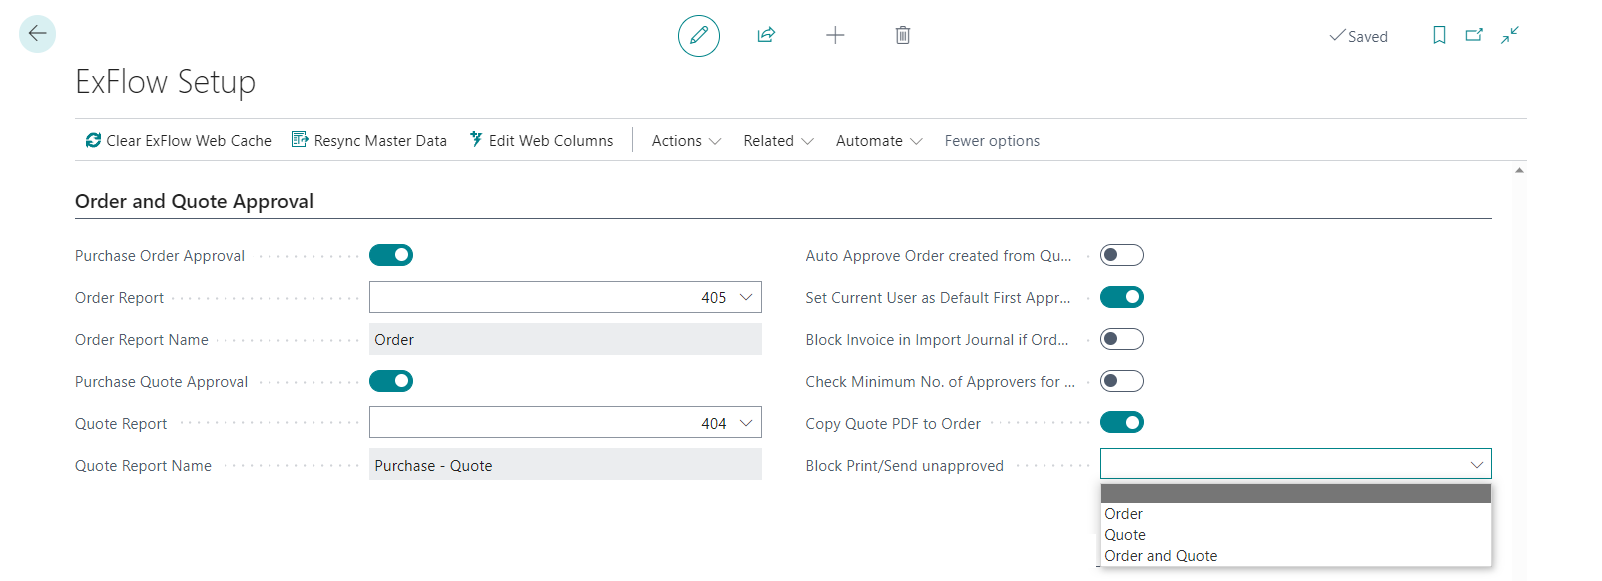 Saved
ExFlow Setup
Clear ExFlow Web Cache Resync Master Data Edit Web Columns Actions Related Automate Fewer options
Order and Quote Approval
Purchase Order Approval
Order Report 405
Order Report Name Order
Purchase Quote Approval
Quote Report 404
Quote Report Name Purchase - Quote
Auto Approve Order created from Qu...
Set Current User as Default First Appr...
Block Invoice in Import Journal if Ord...
Check Minimum No. of Approvers for ...
Copy Quote PDF to Order
Block Print/Send unapproved
Order
Quote
Order and Quote